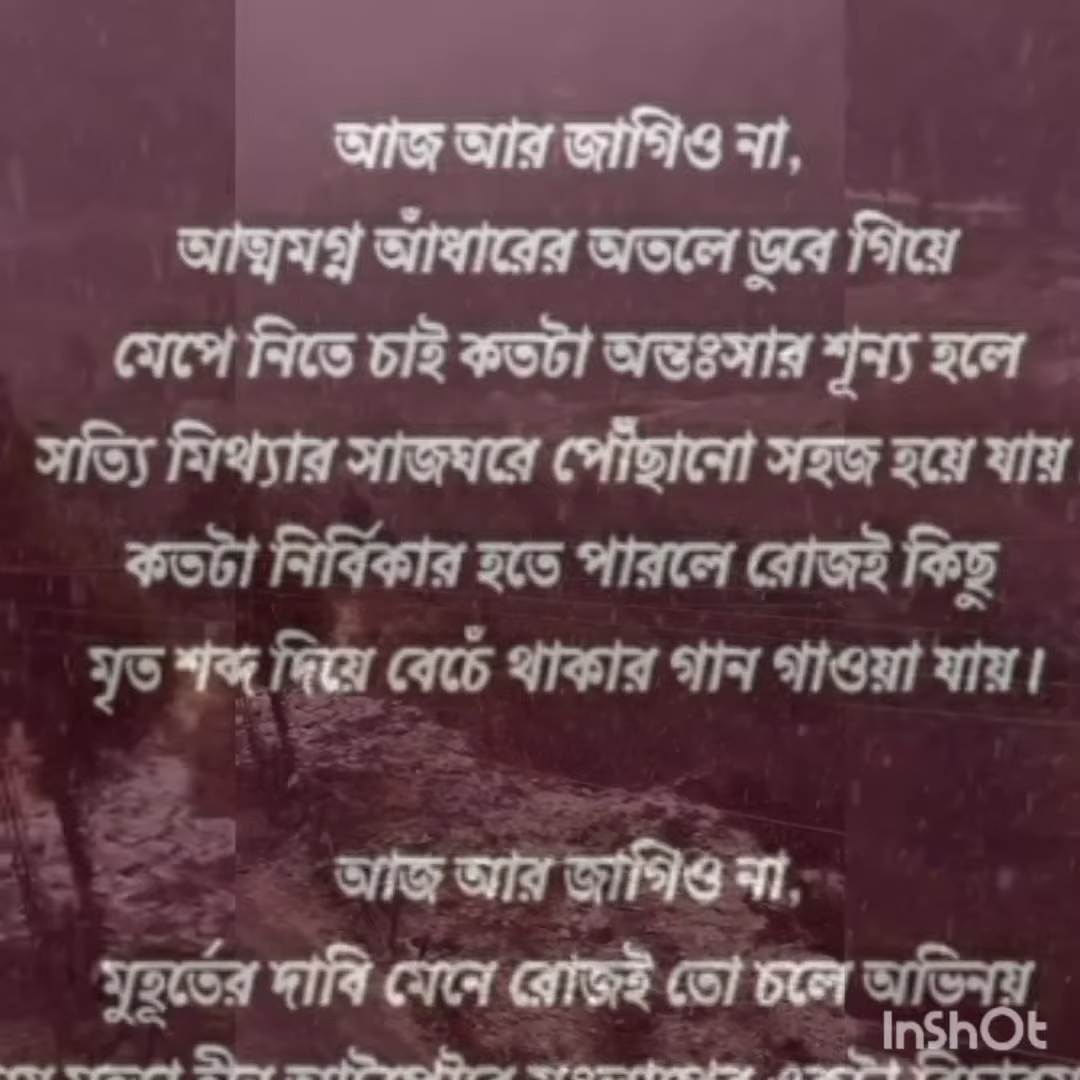 আজ আর জাগিও না,
আত্মমগ্ন আঁধারের অতলে ডুবে গিয়ে
মেপে নিতে চাই কতটা অন্তঃসার শূন্য হলে
সত্যি মিথ্যার সাজঘরে পৌঁছানো সহজ হয়ে যায়
কতটা নির্বিকার হতে পারলে রোজই কিছু
মৃত শব্দ দিয়ে বেচেঁ থাকার গান গাওয়া যায়।
আজ আর জাগিও না,
মুহূর্তের দাবি মেনে রোজই তো চলে অভিনয়
InShOt